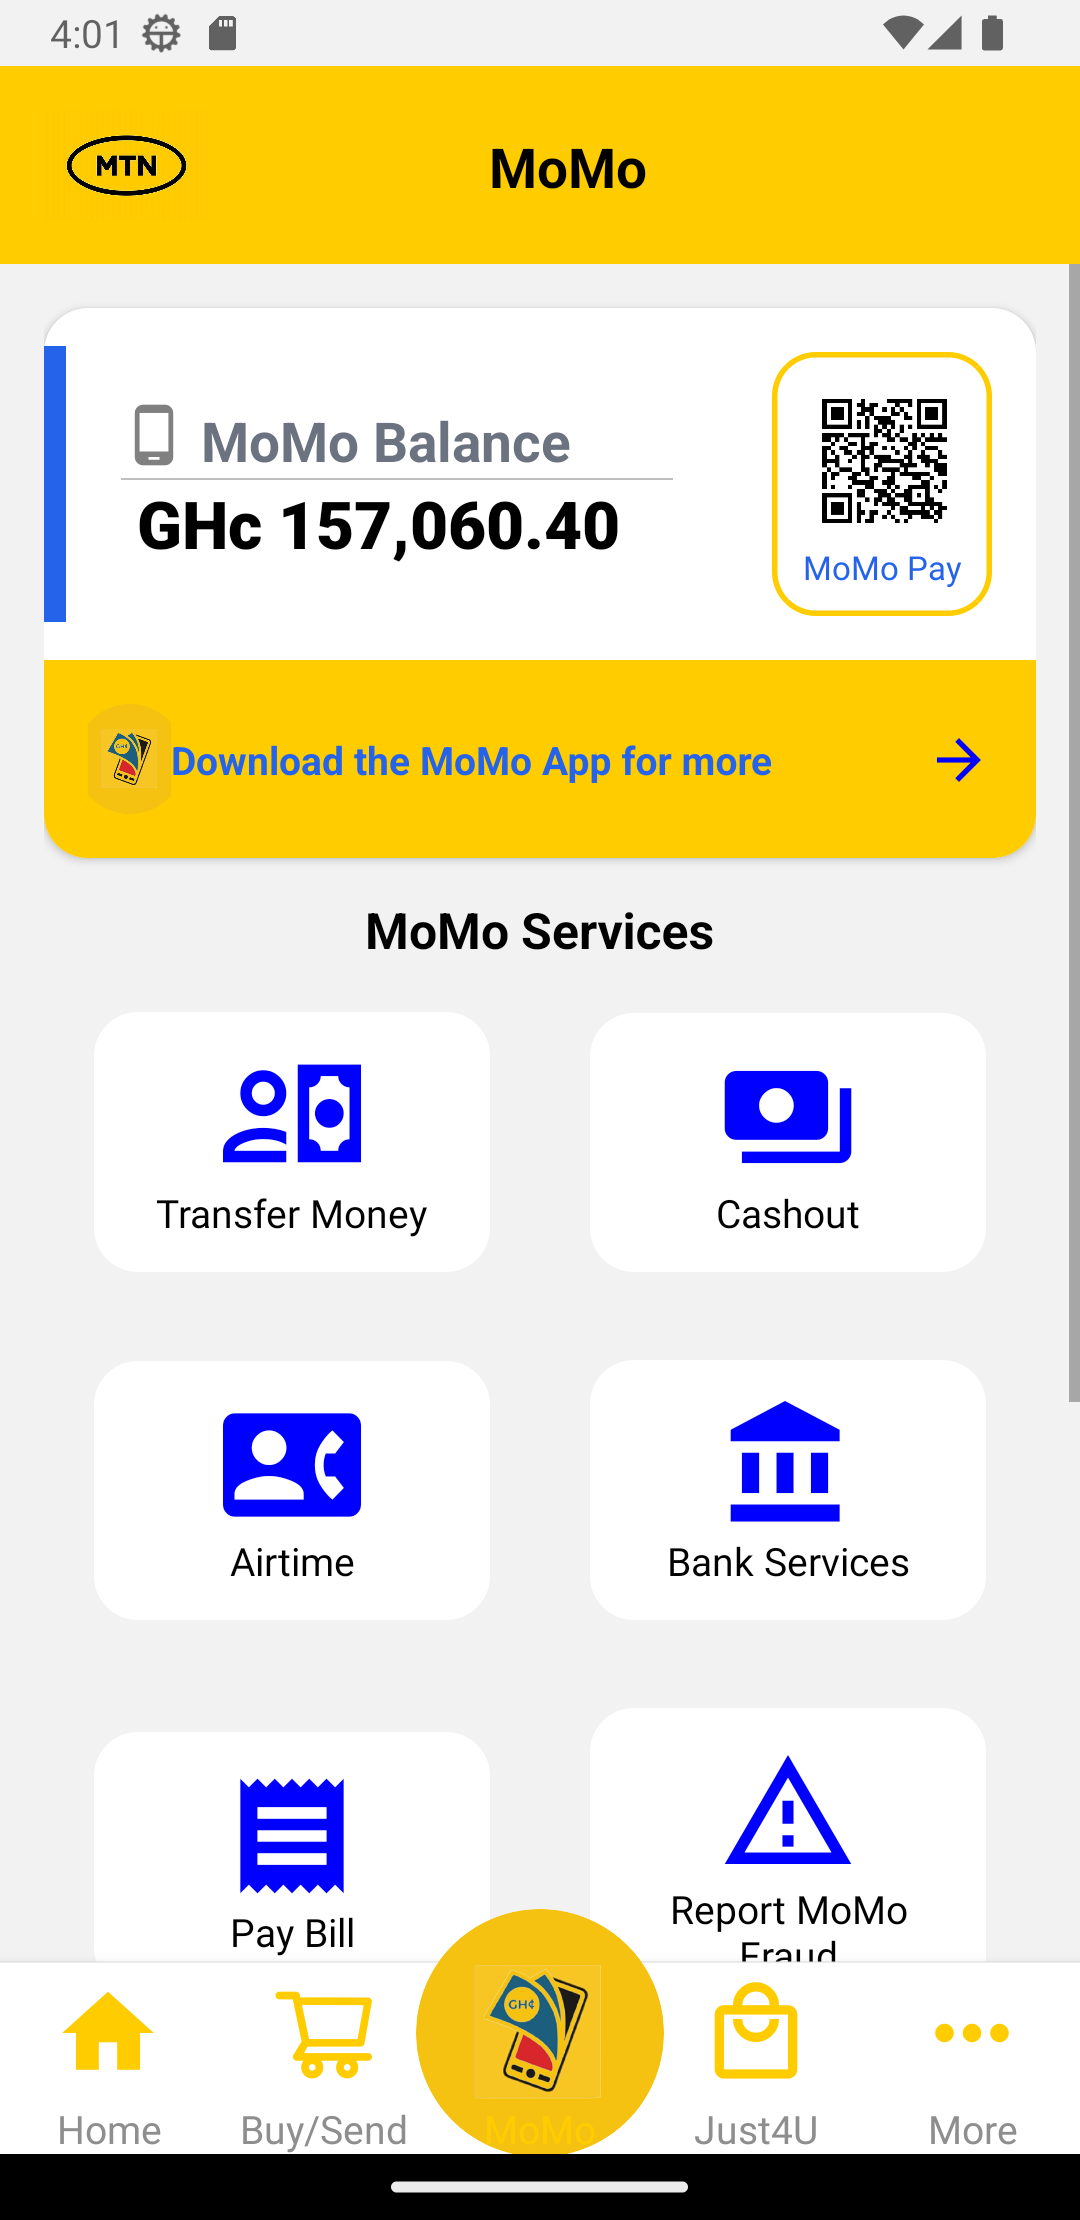 4:01
MTN
MoMo
MoMo Balance
GHc 157,060.40
MoMo Pay
Download the MoMo App for more
MoMo Services
Transfer Money
Cashout
Airtime
Bank Services
Pay Bill
Report MoMo
Fraud
GH¢
Home
Buy/Send
MoMo
Just4U
More